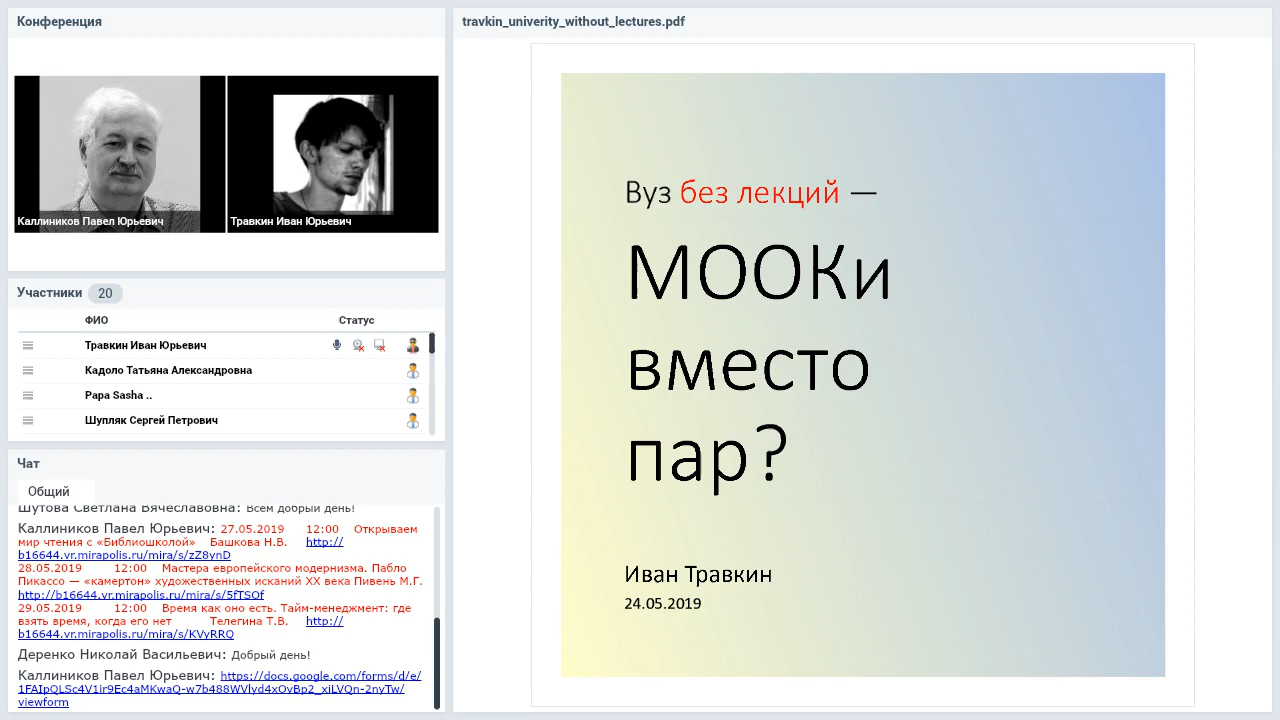 Конференция
Каллиников Павел Юрьевич
Травкин Иван Юрьевич
Участники 20
ФИО Статус
Травкин Иван Юрьевич
Кадоло Татьяна Александровна
Papa Sasha ..
Шупляк Сергей Петрович
Чат
Общий
Шутова Светлана Вячеславовна: Всем добрый день!
Каллиников Павел Юрьевич: 27.05.2019 12:00 Открываем
мир чтения с «Библиошколой» Башкова Н.В. http://
b16644.vr.mirapolis.ru/mira/s/zZ8ynD
28.05.2019 12:00 Мастера европейского модернизма. Пабло
Пикассо — «камертон» художественных исканий XX века Пивень М.Г.
http://b16644.vr.mirapolis.ru/mira/s/5fTSOf
29.05.2019 12:00 Время как оно есть. Тайм-менеджмент: где
взять время, когда его нет Телегина Т.В. http://
b16644.vr.mirapolis.ru/mira/s/KVyRRQ
Деренко Николай Васильевич: Добрый день!
Каллиников Павел Юрьевич: https://docs.google.com/forms/d/e/
1FAIpQLSc4V1jr9Ec4aMKwaQ-w7b488WVlyd4xOvBp2_xiLVQn-2nyTw/
viewform
travkin_univerity_without_lectures.pdf
Вуз без лекций —
МООКи
вместо
пар?
Иван Травкин
24.05.2019